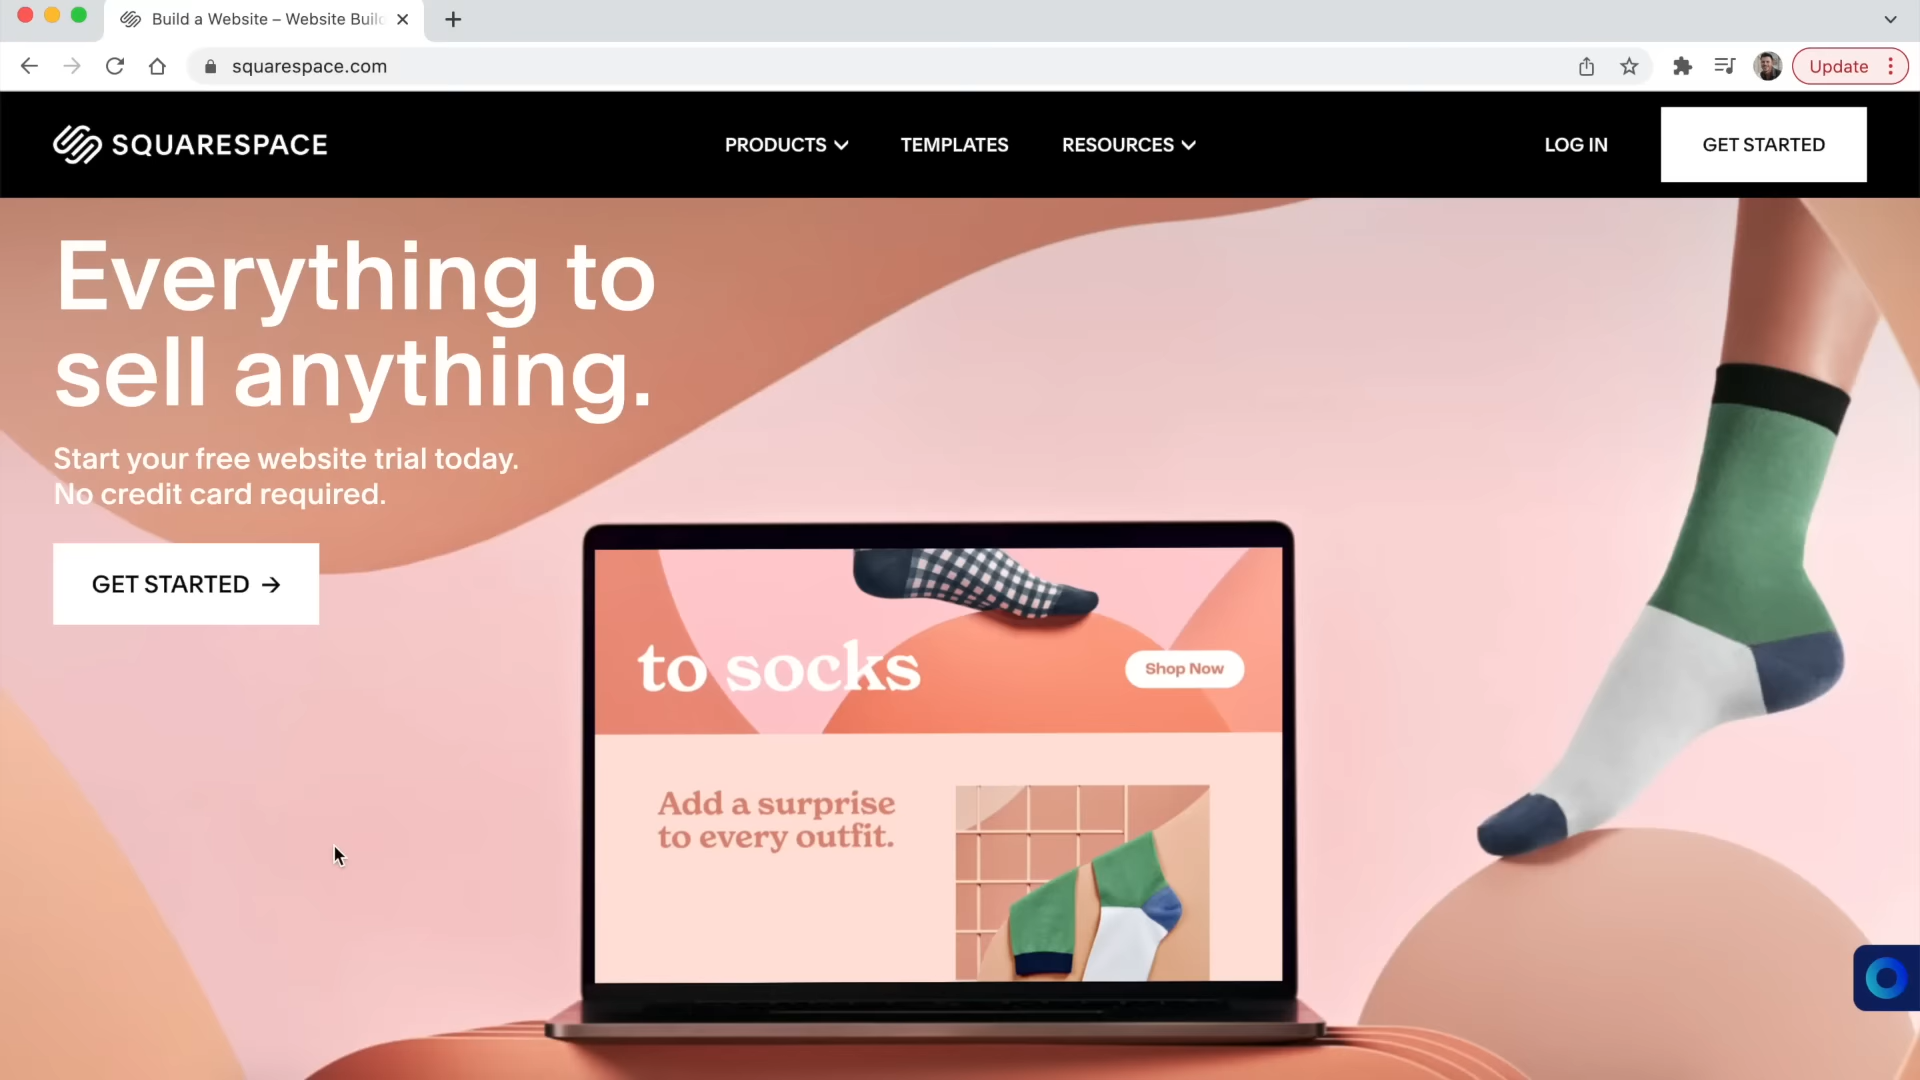 Build a Website – Website Buil
squarespace.com
Update
SQUARESPACE
PRODUCTS
TEMPLATES
RESOURCES
LOG IN
GET STARTED
Everything to
sell anything.
Start your free website trial today.
No credit card required.
GET STARTED →
to socks
Shop Now
Add a surprise
to every outfit.